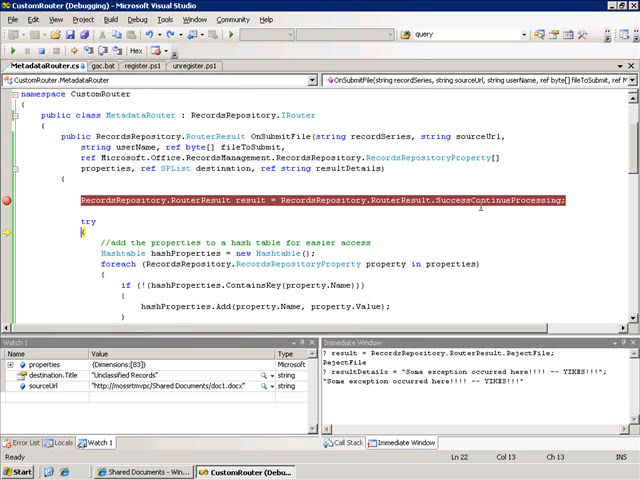 CustomRouter (Debugging) - Microsoft Visual Studio
File Edit View Project Build Debug Tools Window Community Help
query
Hex
MetadataRouter.cs gac.bat register.ps1 unregister.ps1
CustomRouter.MetadataRouter OnSubmitFile(string recordSeries, string sourceUrl, string userName, ref byte[] file
namespace CustomRouter
{
public class MetadataRouter : RecordsRepository.IRouter
{
public RecordsRepository.RouterResult OnSubmitFile(string recordSeries, string sourceUrl,
string userName, ref byte[] fileToSubmit,
ref Microsoft.Office.RecordsManagement.RecordsRepository.RecordsRepositoryProperty[]
properties, ref SPList destination, ref string resultDetails)
{
RecordsRepository.RouterResult result = RecordsRepository.RouterResult.SuccessContinueProcessing;
try
{
//add the properties to a hash table for easier access
Hashtable hashProperties = new Hashtable();
foreach (RecordsRepository.RecordsRepositoryProperty property in properties)
{
if (!(hashProperties.ContainsKey(property.Name)))
{
hashProperties.Add(property.Name, property.Value);
}
Watch 1
Name Value Type
properties {Dimensions:[83]} Microsoft
destination.Title "Unclassified Records" string
sourceUrl "http://mossrtmvpc/Shared Documents/doc1.docx" string
Immediate Window
? result = RecordsRepository.RouterResult.RejectFile;
RejectFile
? resultDetails = "Some exception occurred here!!!! -- YIKES!!!";
"Some exception occurred here!!!! -- YIKES!!!"
Error List Locals Watch 1 Call Stack Immediate Window
Ready Ln 22 Col 13 Ch 13 INS
Start Shared Documents - Win... CustomRouter (Debu...